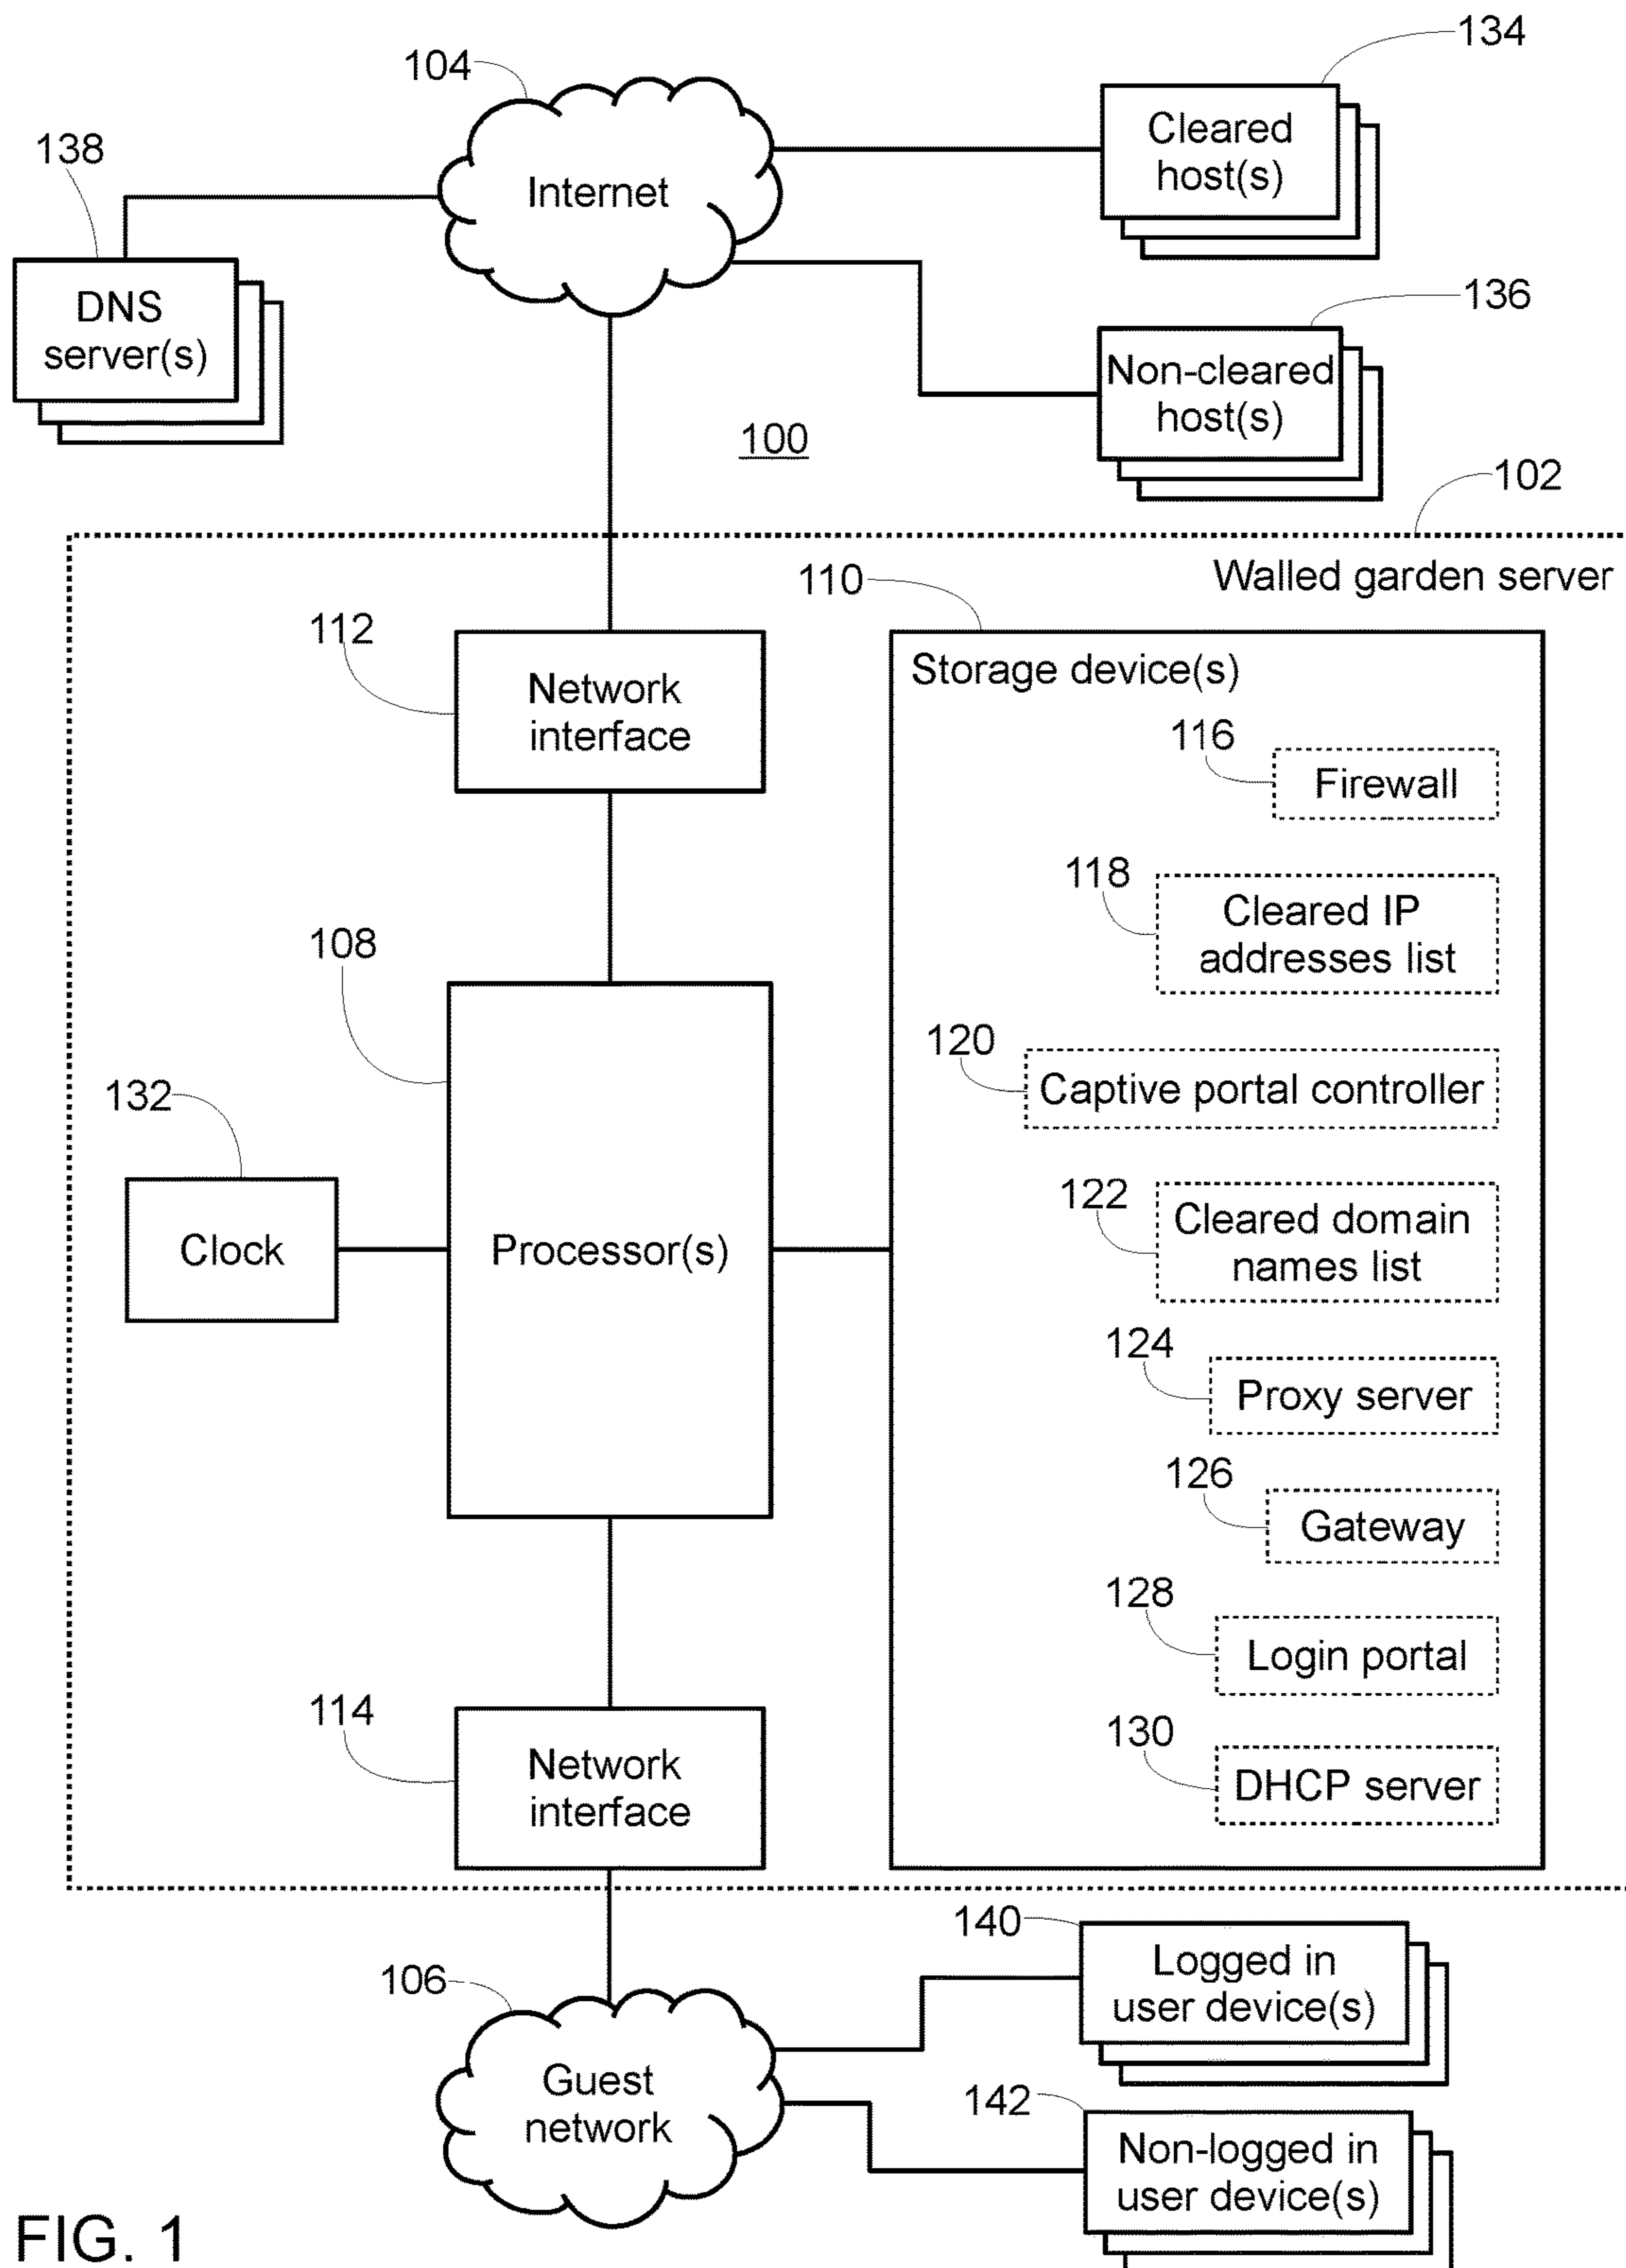 134
104
Cleared
host(s)
138
Internet
DNS
server(s)
136
Non-cleared
host(s)
100
102
Walled garden server
110
112
Storage device(s)
Network
interface
116
Firewall
118
Cleared IP
addresses list
108
120
Captive portal controller
132
122
Cleared domain
names list
Clock
Processor(s)
124
Proxy server
126
Gateway
128
Login portal
114
Network
interface
130
DHCP server
140
Logged in
user device(s)
106
Guest
network
142
Non-logged in
user device(s)
FIG. 1